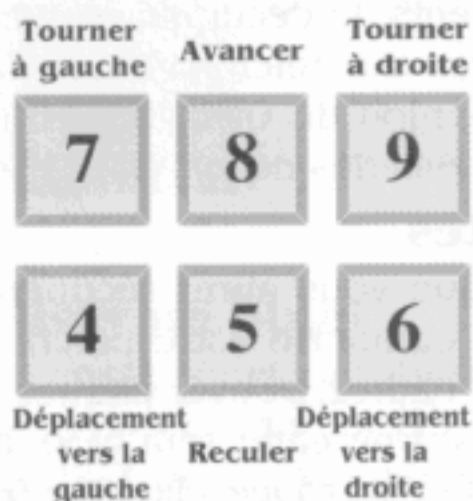 Tourner
à gauche
Avancer
Tourner
à droite
7 8 9
4 5 6
Déplacement
vers la
gauche
Reculer
Déplacement
vers la
droite